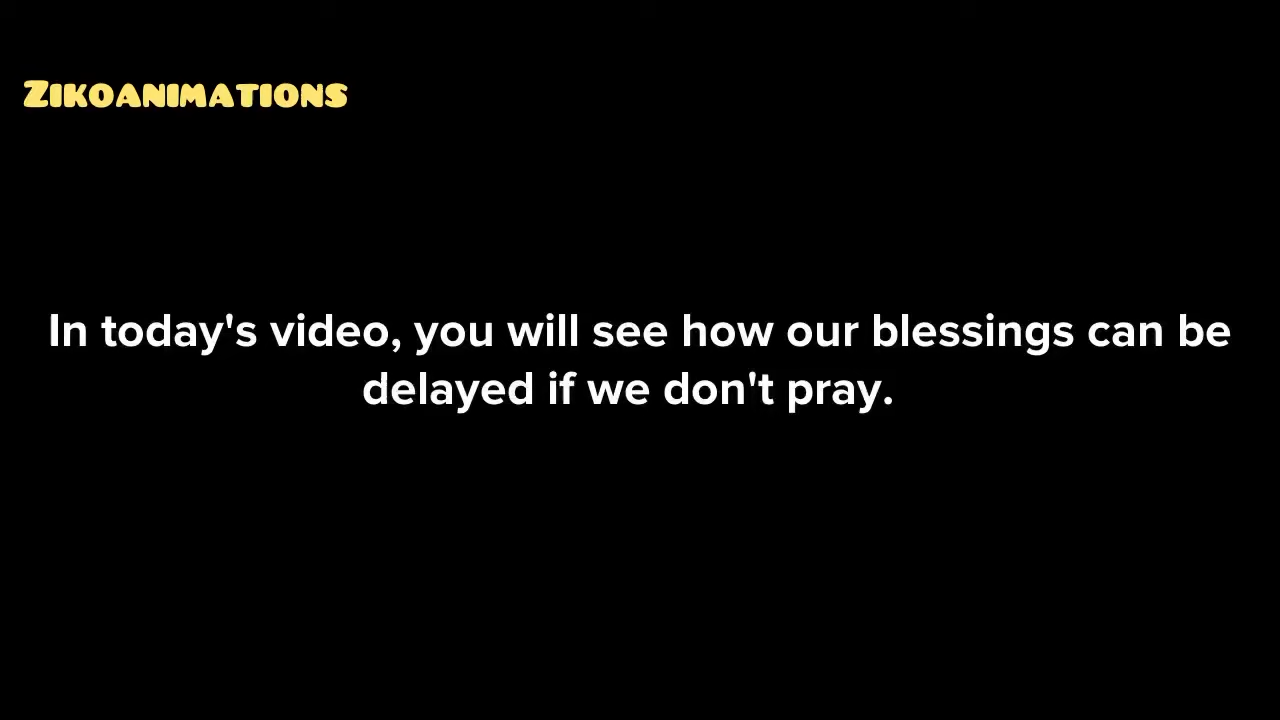 Zikoanimations
In today's video, you will see how our blessings can be
delayed if we don't pray.